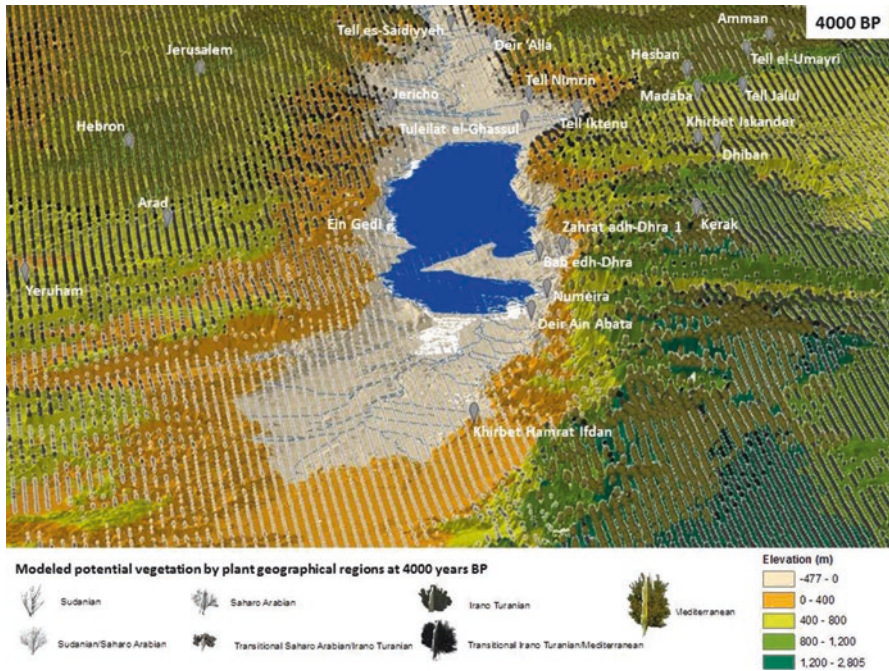 4000 BP
Amman
Tell es-Saidiyyeh
Deir 'Alla
Jerusalem
Hesban
Tell el-Umayri
Tell Nimrin
Jericho
Madaba
Tell Jalul
Tuleilat el-Ghassul
Tell Iktenu
Khirbet Iskander
Hebron
Dhiban
Arad
Ein Gedi
Zahrat adh-Dhra 1
Kerak
Bab edh-Dhra
Yeruham
Numeira
Deir Ain Abata
Khirbet Hamrat Ifdan
Modeled potential vegetation by plant geographical regions at 4000 years BP
Sudanian
Saharo Arabian
Irano Turanian
Mediterranean
Sudanian/Saharo Arabian
Transitional Saharo Arabian/Irano Turanian
Transitional Irano Turanian/Mediterranean
Elevation (m)
-477 - 0
0 - 400
400 - 800
800 - 1,200
1,200 - 2,805